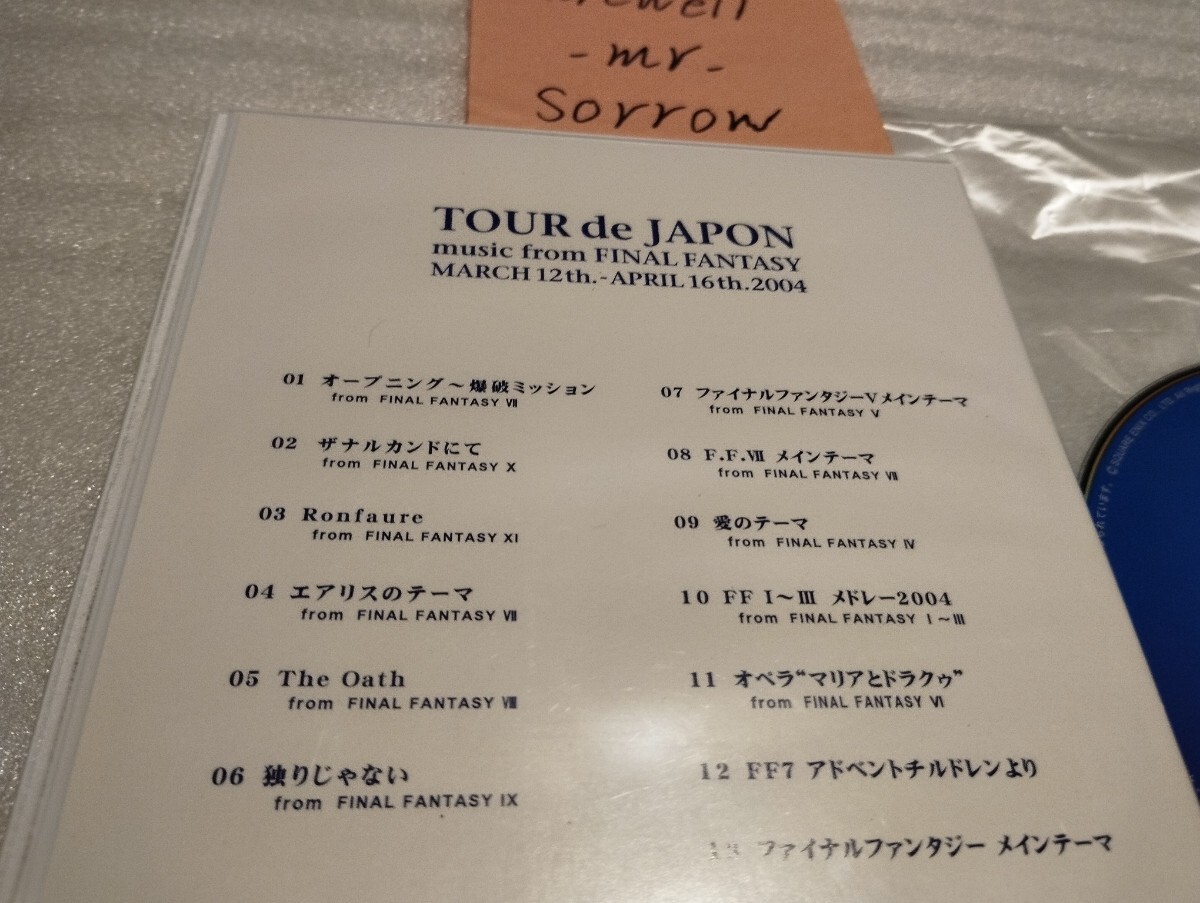 -mr-
Sorrow
TOUR de JAPON
music from FINAL FANTASY
MARCH 12th.-APRIL 16th.2004
01 オープニング～爆破ミッション
from FINAL FANTASY Ⅶ
02 ザナルカンドにて
from FINAL FANTASY X
03 Ronfaure
from FINAL FANTASY XI
04 エアリスのテーマ
from FINAL FANTASY Ⅶ
05 The Oath
from FINAL FANTASY Ⅷ
06 独りじゃない
from FINAL FANTASY IX
07 ファイナルファンタジーV メインテーマ
from FINAL FANTASY V
08 F.F.Ⅶ メインテーマ
from FINAL FANTASY Ⅶ
09 愛のテーマ
from FINAL FANTASY Ⅳ
10 FF I～Ⅲ メドレー2004
from FINAL FANTASY I～Ⅲ
11 オペラ“マリアとドラクゥ”
from FINAL FANTASY Ⅵ
12 FF7 アドベントチルドレンより
13 ファイナルファンタジー メインテーマ
©SQUARE ENIX CO., LTD.